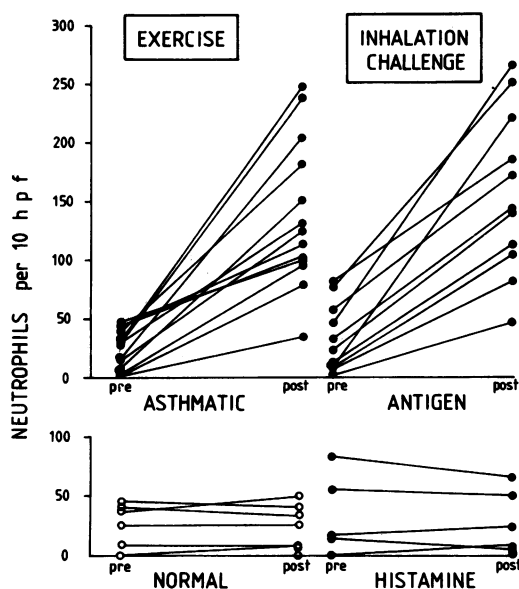 EXERCISE
INHALATION
CHALLENGE
NEUTROPHILS per 10 h p f
300
250
200
150
100
50
0
pre
post
pre
post
ASTHMATIC
ANTIGEN
100
50
0
pre
post
pre
post
NORMAL
HISTAMINE